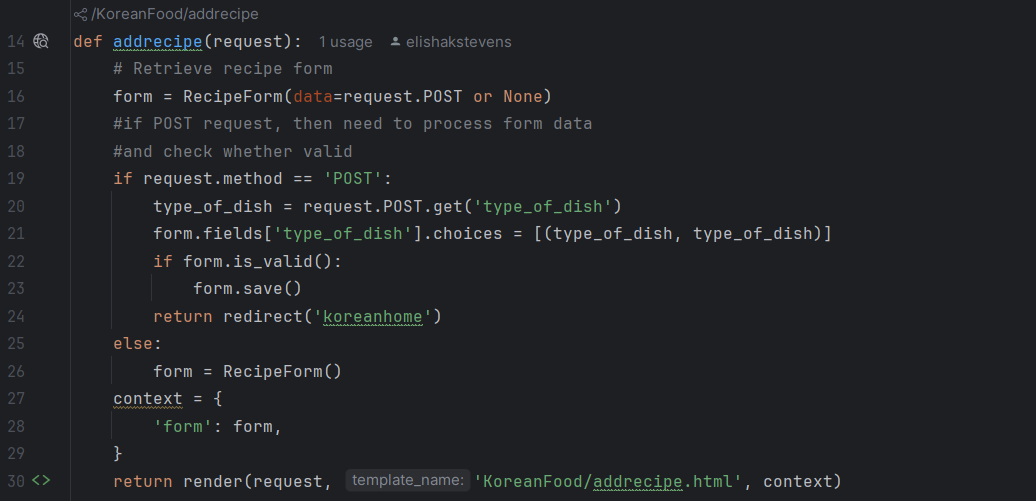 /KoreanFood/addrecipe
14 def addrecipe(request): 1 usage elishakstevens
15     # Retrieve recipe form
16     form = RecipeForm(data=request.POST or None)
17     #if POST request, then need to process form data
18     #and check whether valid
19     if request.method == 'POST':
20         type_of_dish = request.POST.get('type_of_dish')
21         form.fields['type_of_dish'].choices = [(type_of_dish, type_of_dish)]
22         if form.is_valid():
23             form.save()
24         return redirect('koreanhome')
25     else:
26         form = RecipeForm()
27     context = {
28         'form': form,
29     }
30 <> return render(request, template_name: 'KoreanFood/addrecipe.html', context)